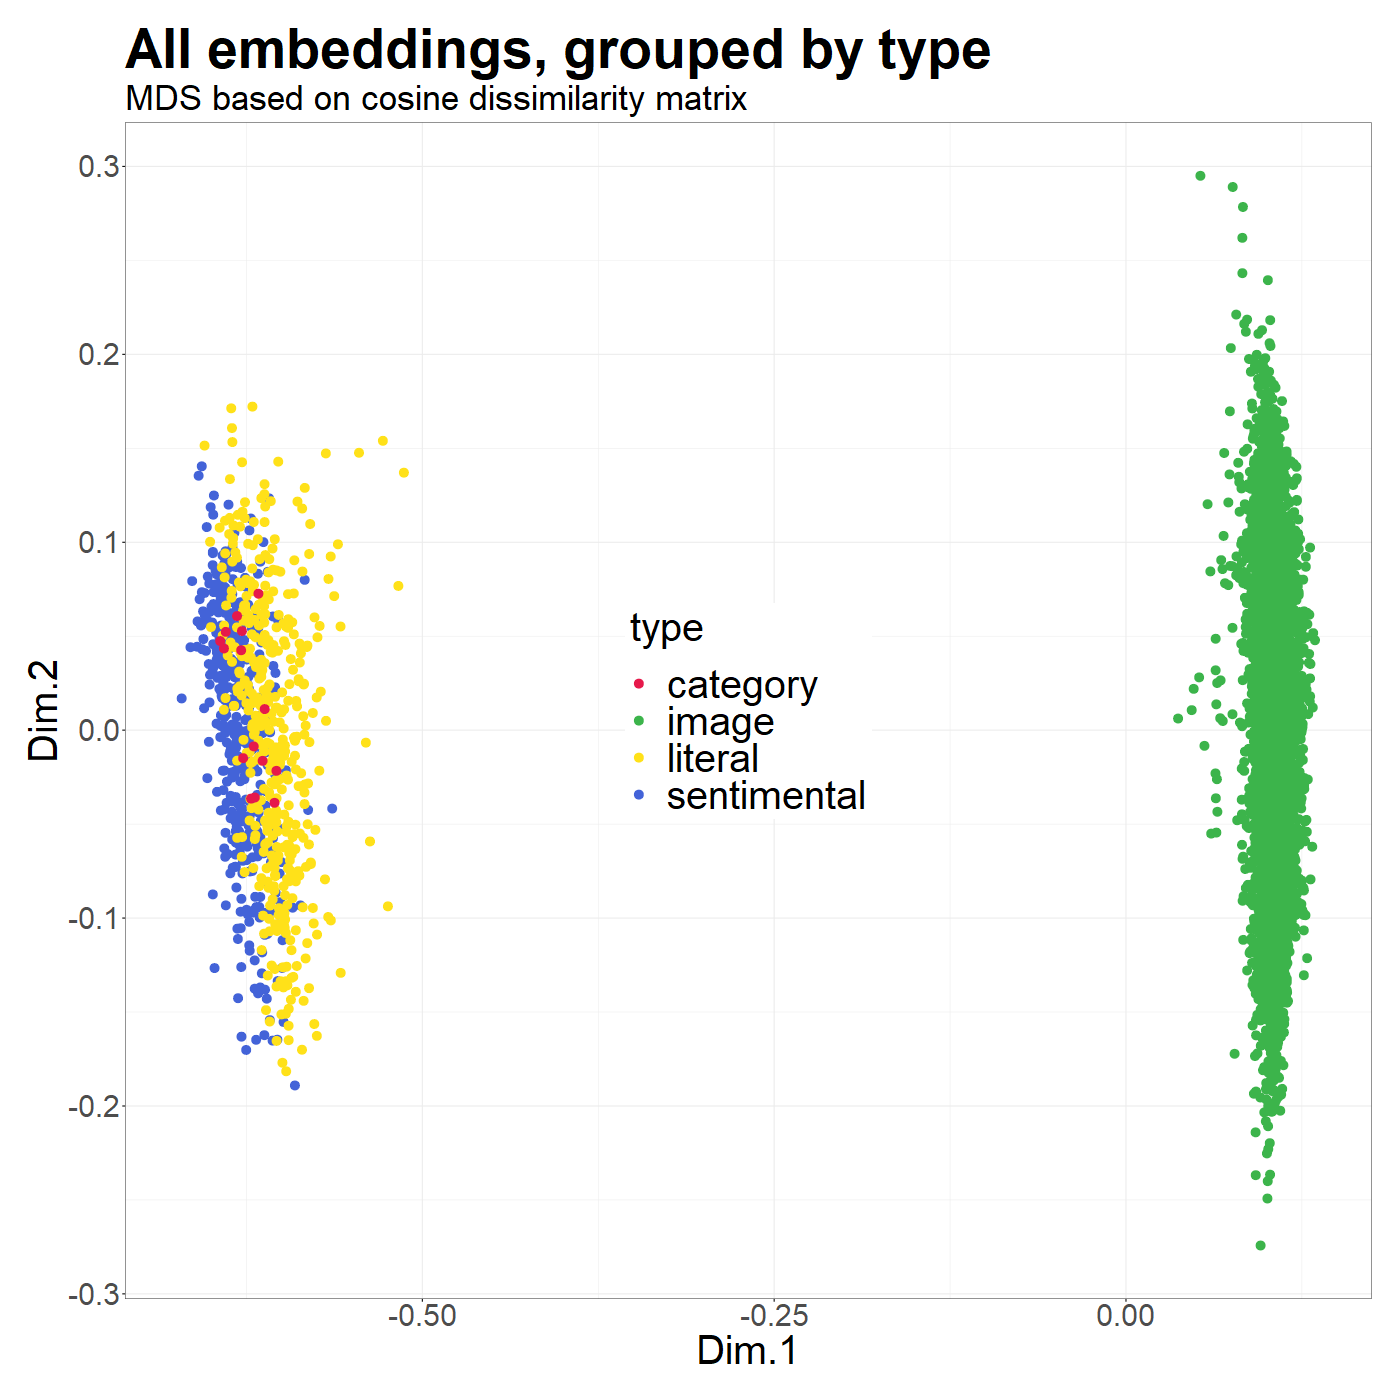 All embeddings, grouped by type
MDS based on cosine dissimilarity matrix
0.3
0.2
0.1
0.0
-0.1
-0.2
-0.3
Dim.2
type
category
image
literal
sentimental
-0.50
-0.25
0.00
Dim.1